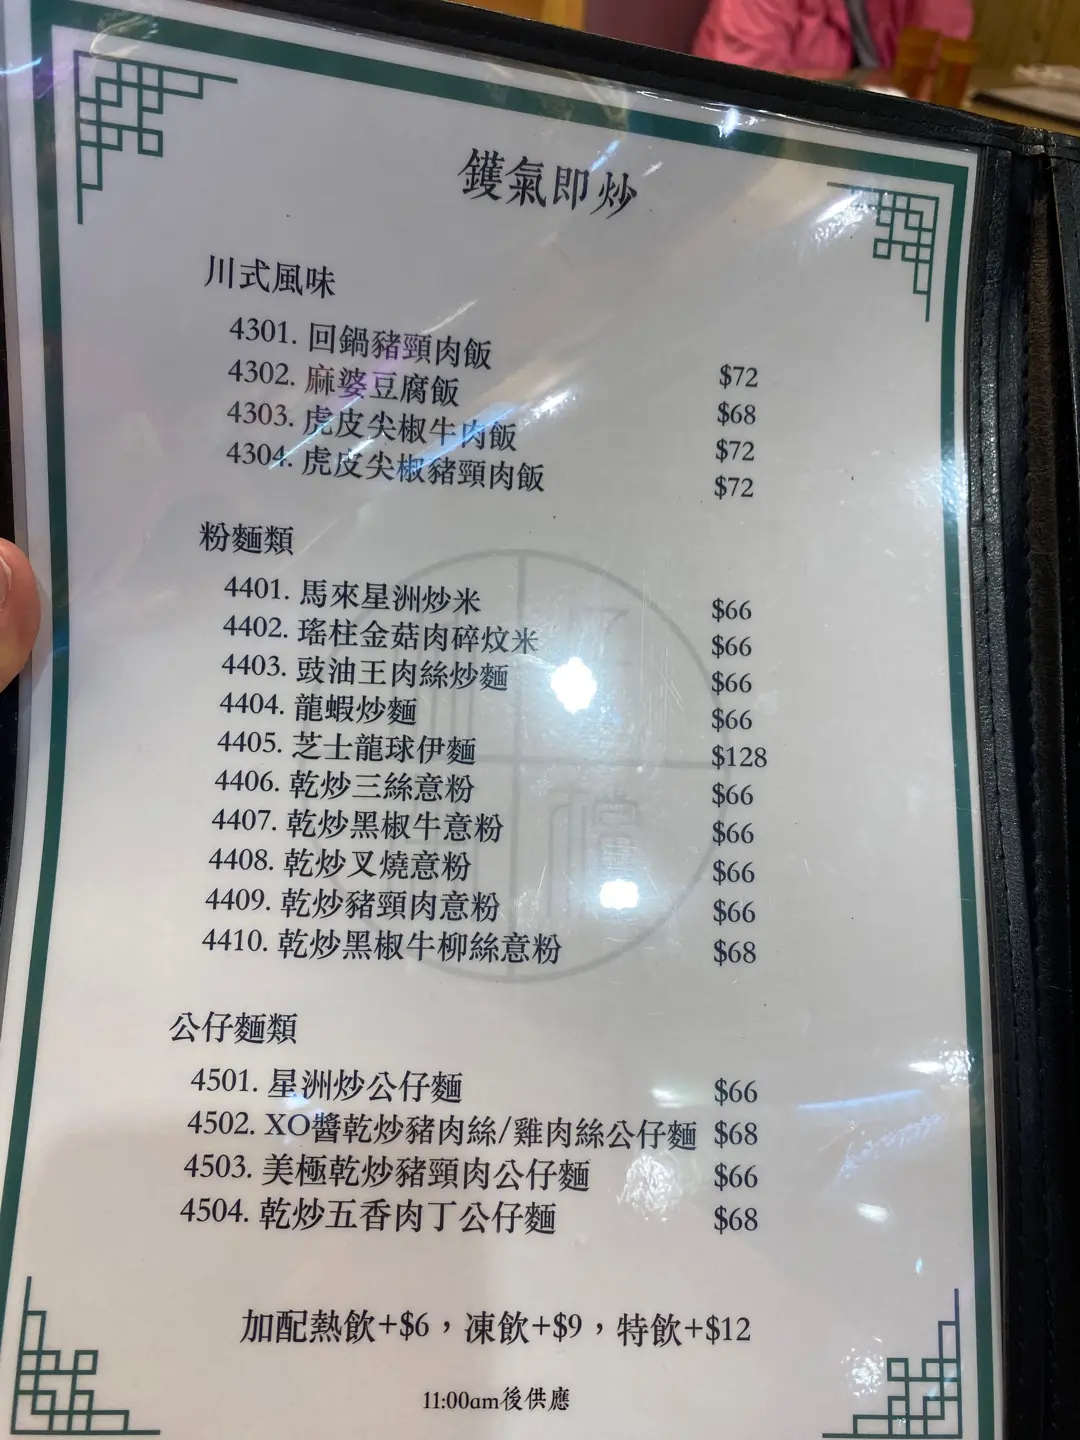 鑊氣即炒
川式風味
4301. 回鍋豬頸肉飯 $72
4302. 麻婆豆腐飯 $68
4303. 虎皮尖椒牛肉飯 $72
4304. 虎皮尖椒豬頸肉飯 $72
粉麵類
4401. 馬來星洲炒米 $66
4402. 瑤柱金菇肉碎炆米 $66
4403. 豉油王肉絲炒麵 $66
4404. 龍蝦炒麵 $66
4405. 芝士龍球伊麵 $128
4406. 乾炒三絲意粉 $66
4407. 乾炒黑椒牛意粉 $66
4408. 乾炒叉燒意粉 $66
4409. 乾炒豬頸肉意粉 $66
4410. 乾炒黑椒牛柳絲意粉 $68
公仔麵類
4501. 星洲炒公仔麵 $66
4502. XO醬乾炒豬肉絲/雞肉絲公仔麵 $68
4503. 美極乾炒豬頸肉公仔麵 $66
4504. 乾炒五香肉丁公仔麵 $68
加配熱飲+$6，凍飲+$9，特飲+$12
11:00am後供應